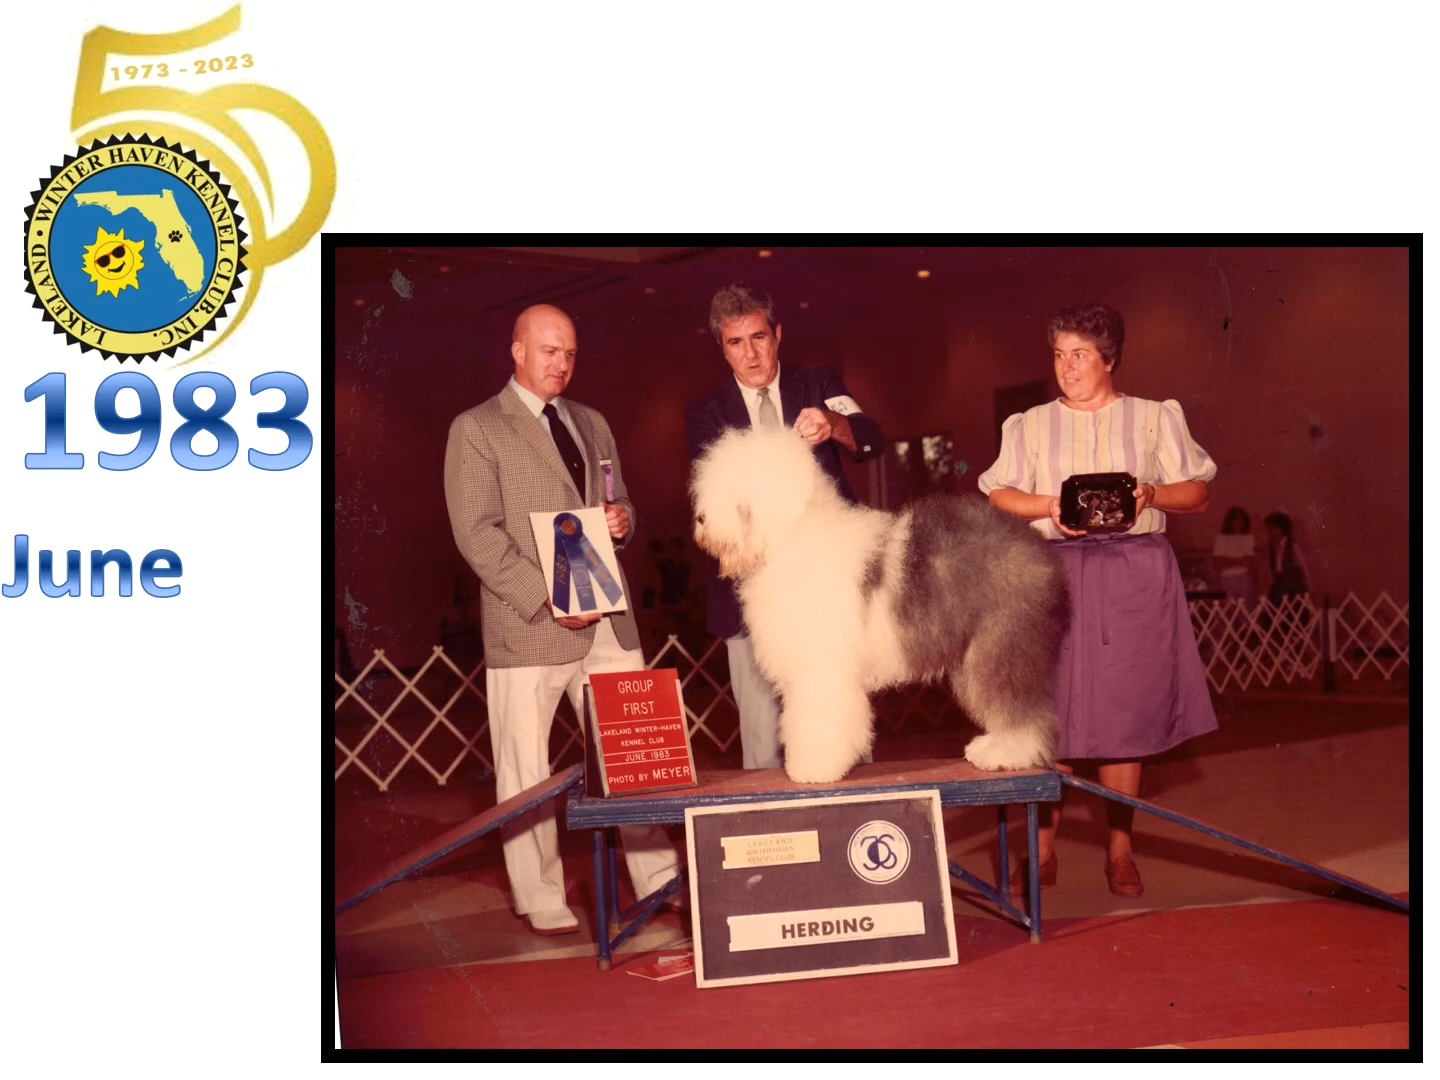 1973 - 2023
LAKELAND • WINTER HAVEN KENNEL CLUB, INC.
1983
June
GROUP
FIRST
LAKELAND WINTER-HAVEN
KENNEL CLUB
JUNE 1983
PHOTO BY MEYER
LAKELAND
WINTER HAVEN
KENNEL CLUB
HERDING